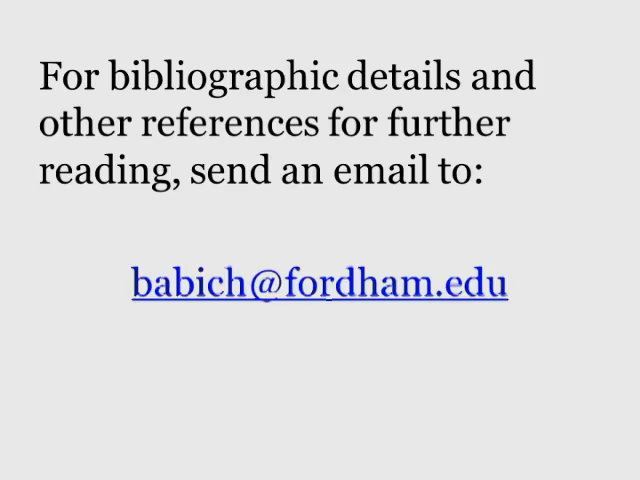 For bibliographic details and
other references for further
reading, send an email to:
babich@fordham.edu